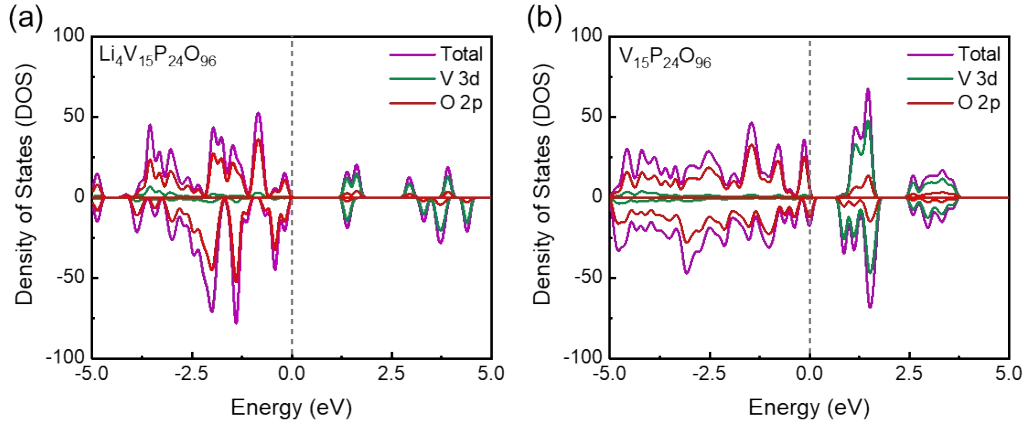 (a)
Li₄V₁₅P₂₄O₉₆
Total
V 3d
O 2p
100
50
0
-50
-100
Density of States (DOS)
-5.0 -2.5 0.0 2.5 5.0
Energy (eV)
(b)
V₁₅P₂₄O₉₆
Total
V 3d
O 2p
100
50
0
-50
-100
Density of States (DOS)
-5.0 -2.5 0.0 2.5 5.0
Energy (eV)